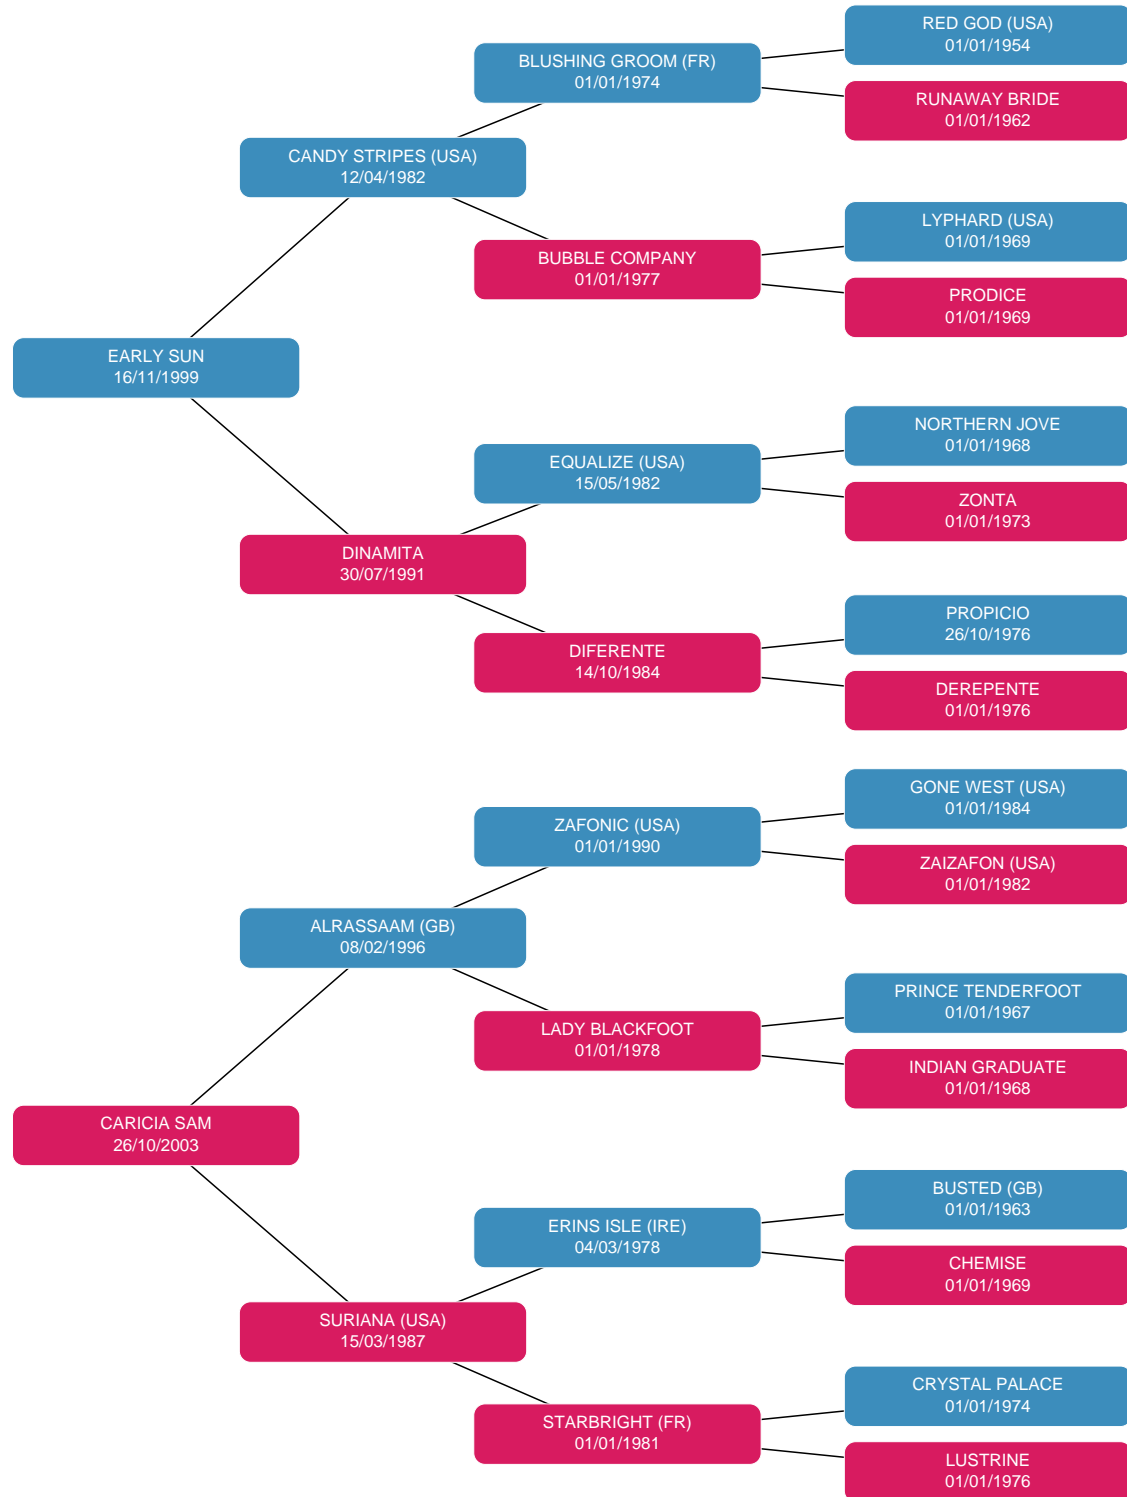 RED GOD (USA)
01/01/1954
BLUSHING GROOM (FR)
01/01/1974
RUNAWAY BRIDE
01/01/1962
CANDY STRIPES (USA)
12/04/1982
LYPHARD (USA)
01/01/1969
BUBBLE COMPANY
01/01/1977
PRODICE
01/01/1969
EARLY SUN
16/11/1999
NORTHERN JOVE
01/01/1968
EQUALIZE (USA)
15/05/1982
ZONTA
01/01/1973
DINAMITA
30/07/1991
PROPICIO
26/10/1976
DIFERENTE
14/10/1984
DEREPENTE
01/01/1976
GONE WEST (USA)
01/01/1984
ZAFONIC (USA)
01/01/1990
ZAIZAFON (USA)
01/01/1982
ALRASSAAM (GB)
08/02/1996
PRINCE TENDERFOOT
01/01/1967
LADY BLACKFOOT
01/01/1978
INDIAN GRADUATE
01/01/1968
CARICIA SAM
26/10/2003
BUSTED (GB)
01/01/1963
ERINS ISLE (IRE)
04/03/1978
CHEMISE
01/01/1969
SURIANA (USA)
15/03/1987
CRYSTAL PALACE
01/01/1974
STARBRIGHT (FR)
01/01/1981
LUSTRINE
01/01/1976